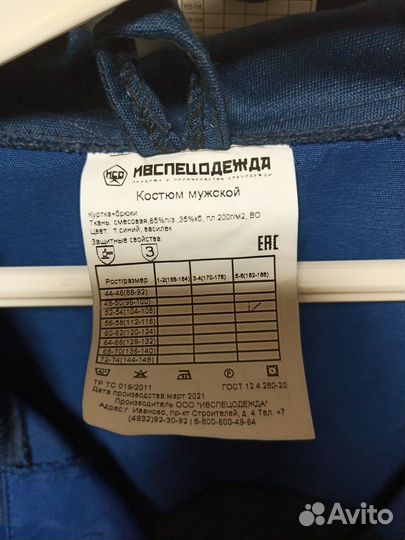 ИСО ИВСПЕЦОДЕЖДА
Костюм мужской
Куртка+брюки
Ткань: смесовая,65%п/э ,35%хб, пл.200г/м2, ВО
Цвет: т.синий, василек
Защитные свойства:
З ЕАС
Рост/размер 1-2(158-164) 3-4(170-176) 5-6(182-188)
44-46(88-92)
48-50(96-100)
52-54(104-108)
56-58(112-116)
60-62(120-124)
64-66(128-132)
68-70(136-140)
72-74(144-148)
ТР ТС 019/2011 ГОСТ 12.4.280-20
Дата производства:март 2021
Производитель ООО "ИВСПЕЦОДЕЖДА"
Адрес:г. Иваново, пр-кт Строителей, д. 4 Тел. +7
(4932)92-30-92; 8-800-600-49-64
Avito